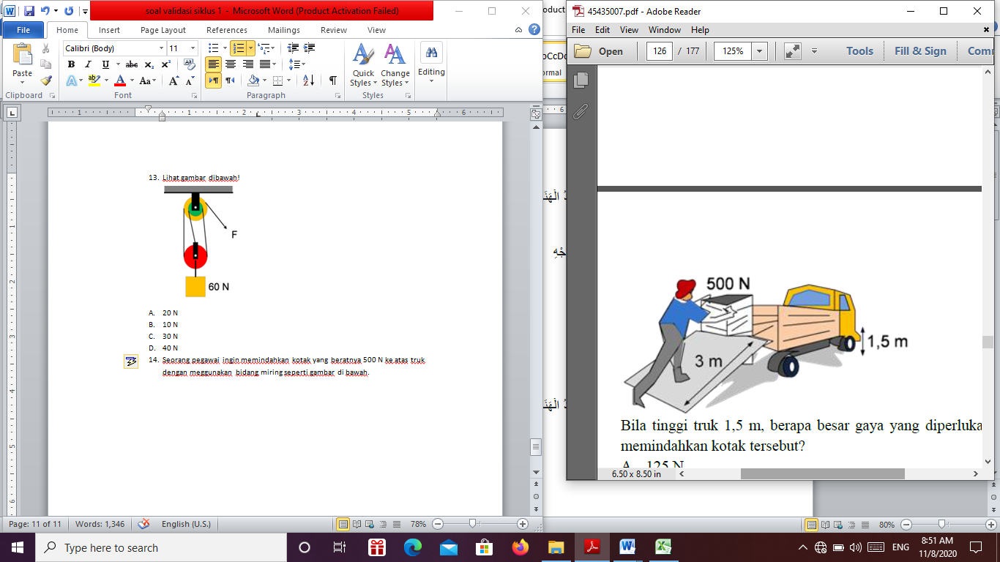 soal validasi siklus 1 - Microsoft Word (Product Activation Failed)
File Home Insert Page Layout References Mailings Review View
Paste
Calibri (Body) 11
B I U abc x₂ x²
Quick Styles
Change Styles
Editing
Clipboard Font Paragraph Styles
13. Lihat gambar dibawah!
F
60 N
A. 20 N
B. 10 N
C. 30 N
D. 40 N
14. Seorang pegawai ingin memindahkan kotak yang beratnya 500 N ke atas truk
dengan meggunakan bidang miring seperti gambar di bawah.
Page: 11 of 11 Words: 1,346 English (U.S.) 78%
45435007.pdf - Adobe Reader
File Edit View Window Help
Open 126 / 177 125% Tools Fill & Sign
500 N
1,5 m
3 m
Bila tinggi truk 1,5 m, berapa besar gaya yang diperluka
memindahkan kotak tersebut?
A. 125 N
6.50 x 8.50 in
80%
Type here to search
ENG
8:51 AM
11/8/2020